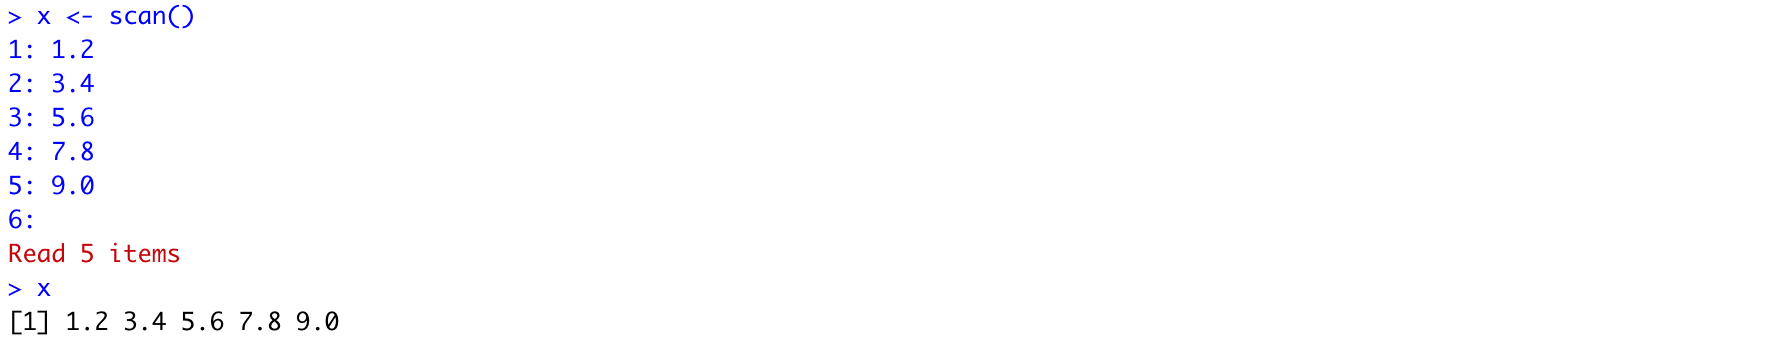 > x <- scan()
1: 1.2
2: 3.4
3: 5.6
4: 7.8
5: 9.0
6:
Read 5 items
> x
[1] 1.2 3.4 5.6 7.8 9.0